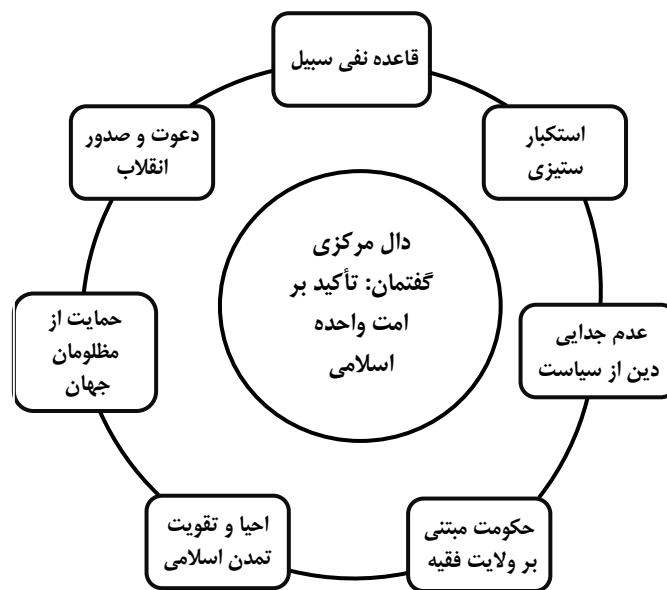 قاعده نفی سبیل
استکبار
ستیزی
عدم جدایی
دین از سیاست
حکومت مبتنی
بر ولایت فقیه
احیا و تقویت
تمدن اسلامی
حمایت از
مظلومان
جهان
دعوت و صدور
انقلاب
دال مرکزی
گفتمان: تأکید بر
امت واحده
اسلامی